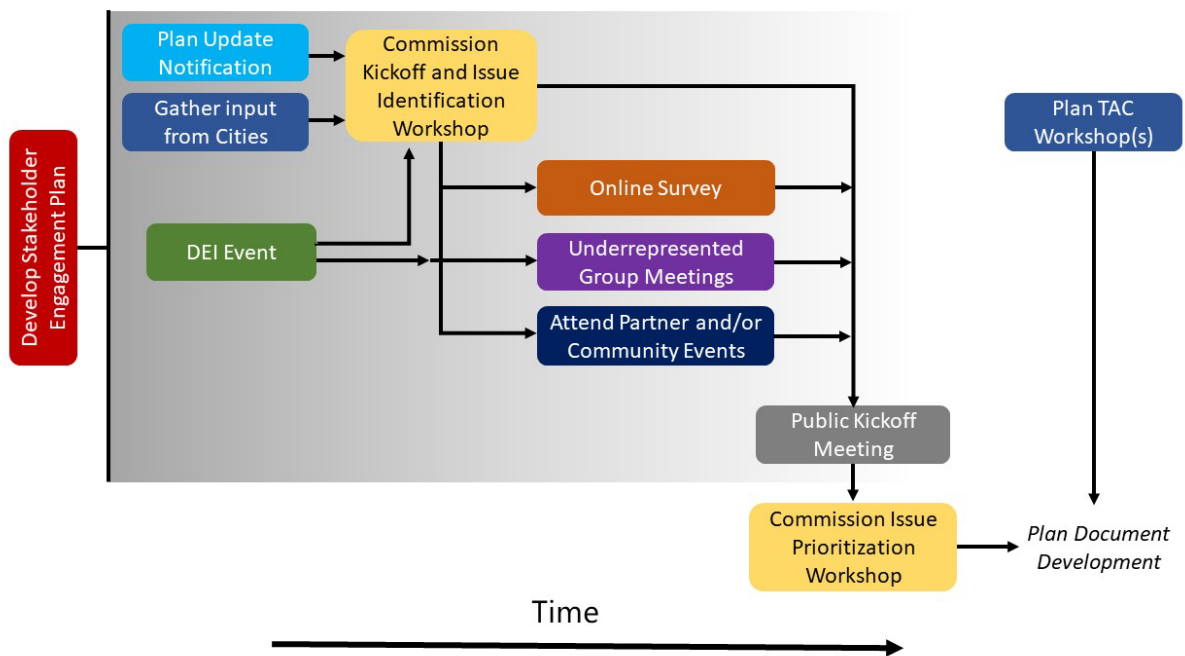 Develop Stakeholder
Engagement Plan
Plan Update
Notification
Gather input
from Cities
DEI Event
Commission
Kickoff and Issue
Identification
Workshop
Online Survey
Underrepresented
Group Meetings
Attend Partner and/or
Community Events
Public Kickoff
Meeting
Commission Issue
Prioritization
Workshop
Plan TAC
Workshop(s)
Plan Document
Development
Time